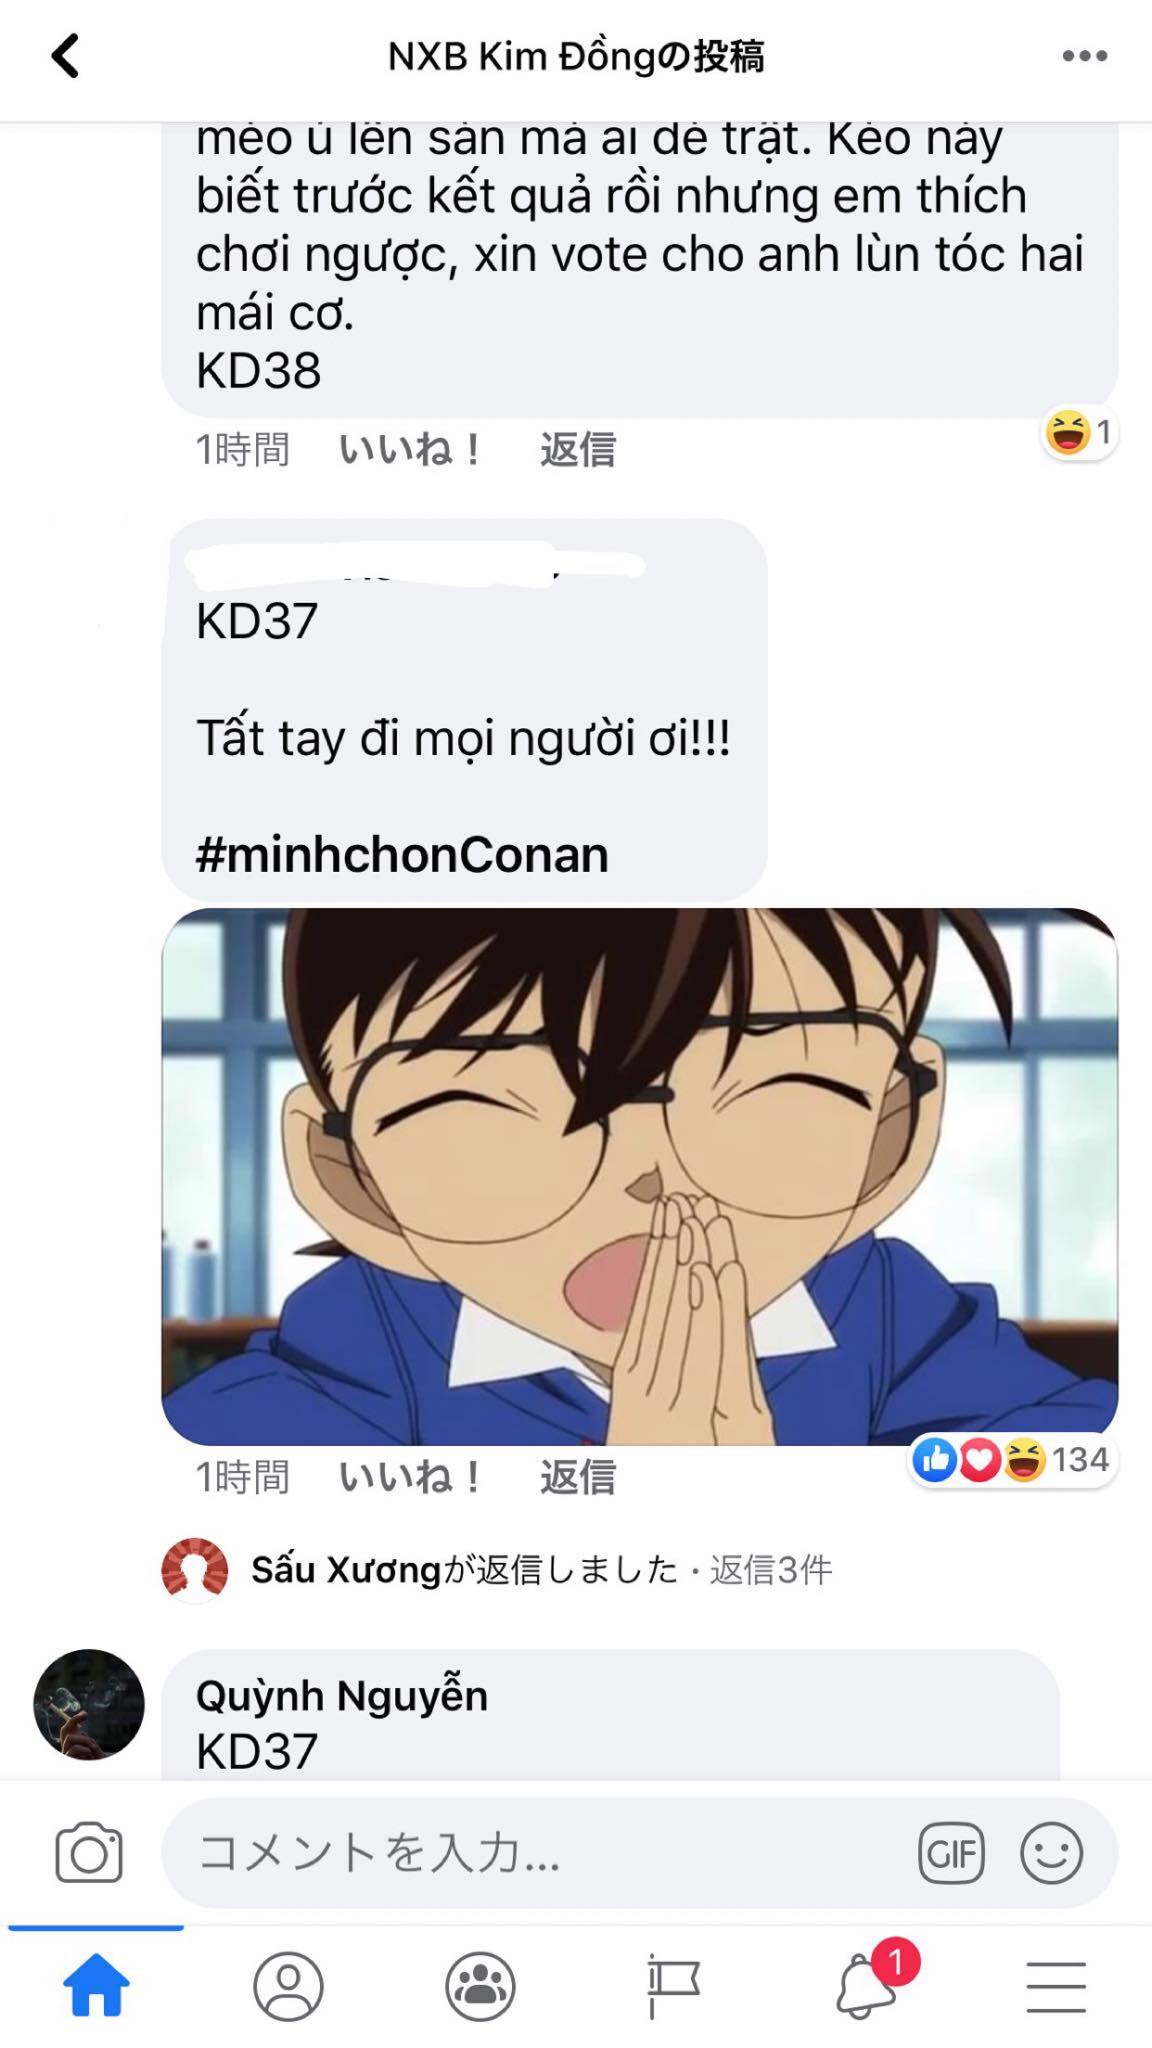 NXB Kim Đồngの投稿
mèo ú lên sàn mà ai dè trật. Kèo này
biết trước kết quả rồi nhưng em thích
chơi ngược, xin vote cho anh lùn tóc hai
mái cơ.
KD38
1時間 いいね！ 返信
1
KD37
Tất tay đi mọi người ơi!!!
#minhchonConan
1時間 いいね！ 返信
134
Sấu Xươngが返信しました・返信3件
Quỳnh Nguyễn
KD37
コメントを入力...
GIF
1